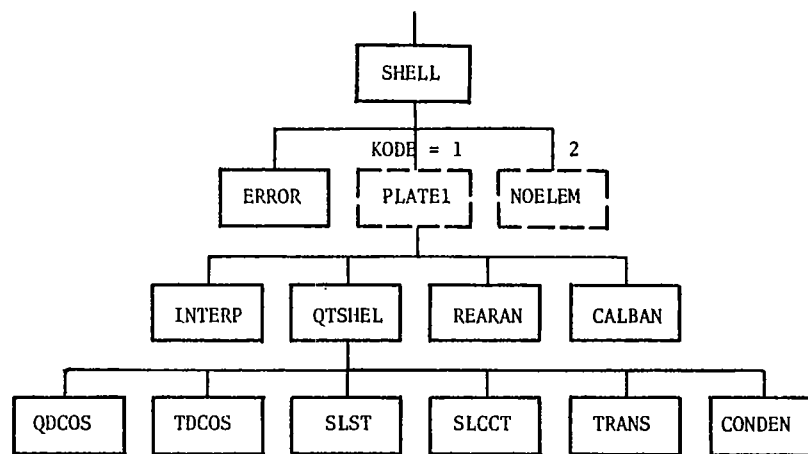 SHELL
KODE = 1 2
ERROR PLATE1 NOELEM
INTERP QTSHEL REARAN CALBAN
QDCOS TDCOS SLST SLCCT TRANS CONDEN